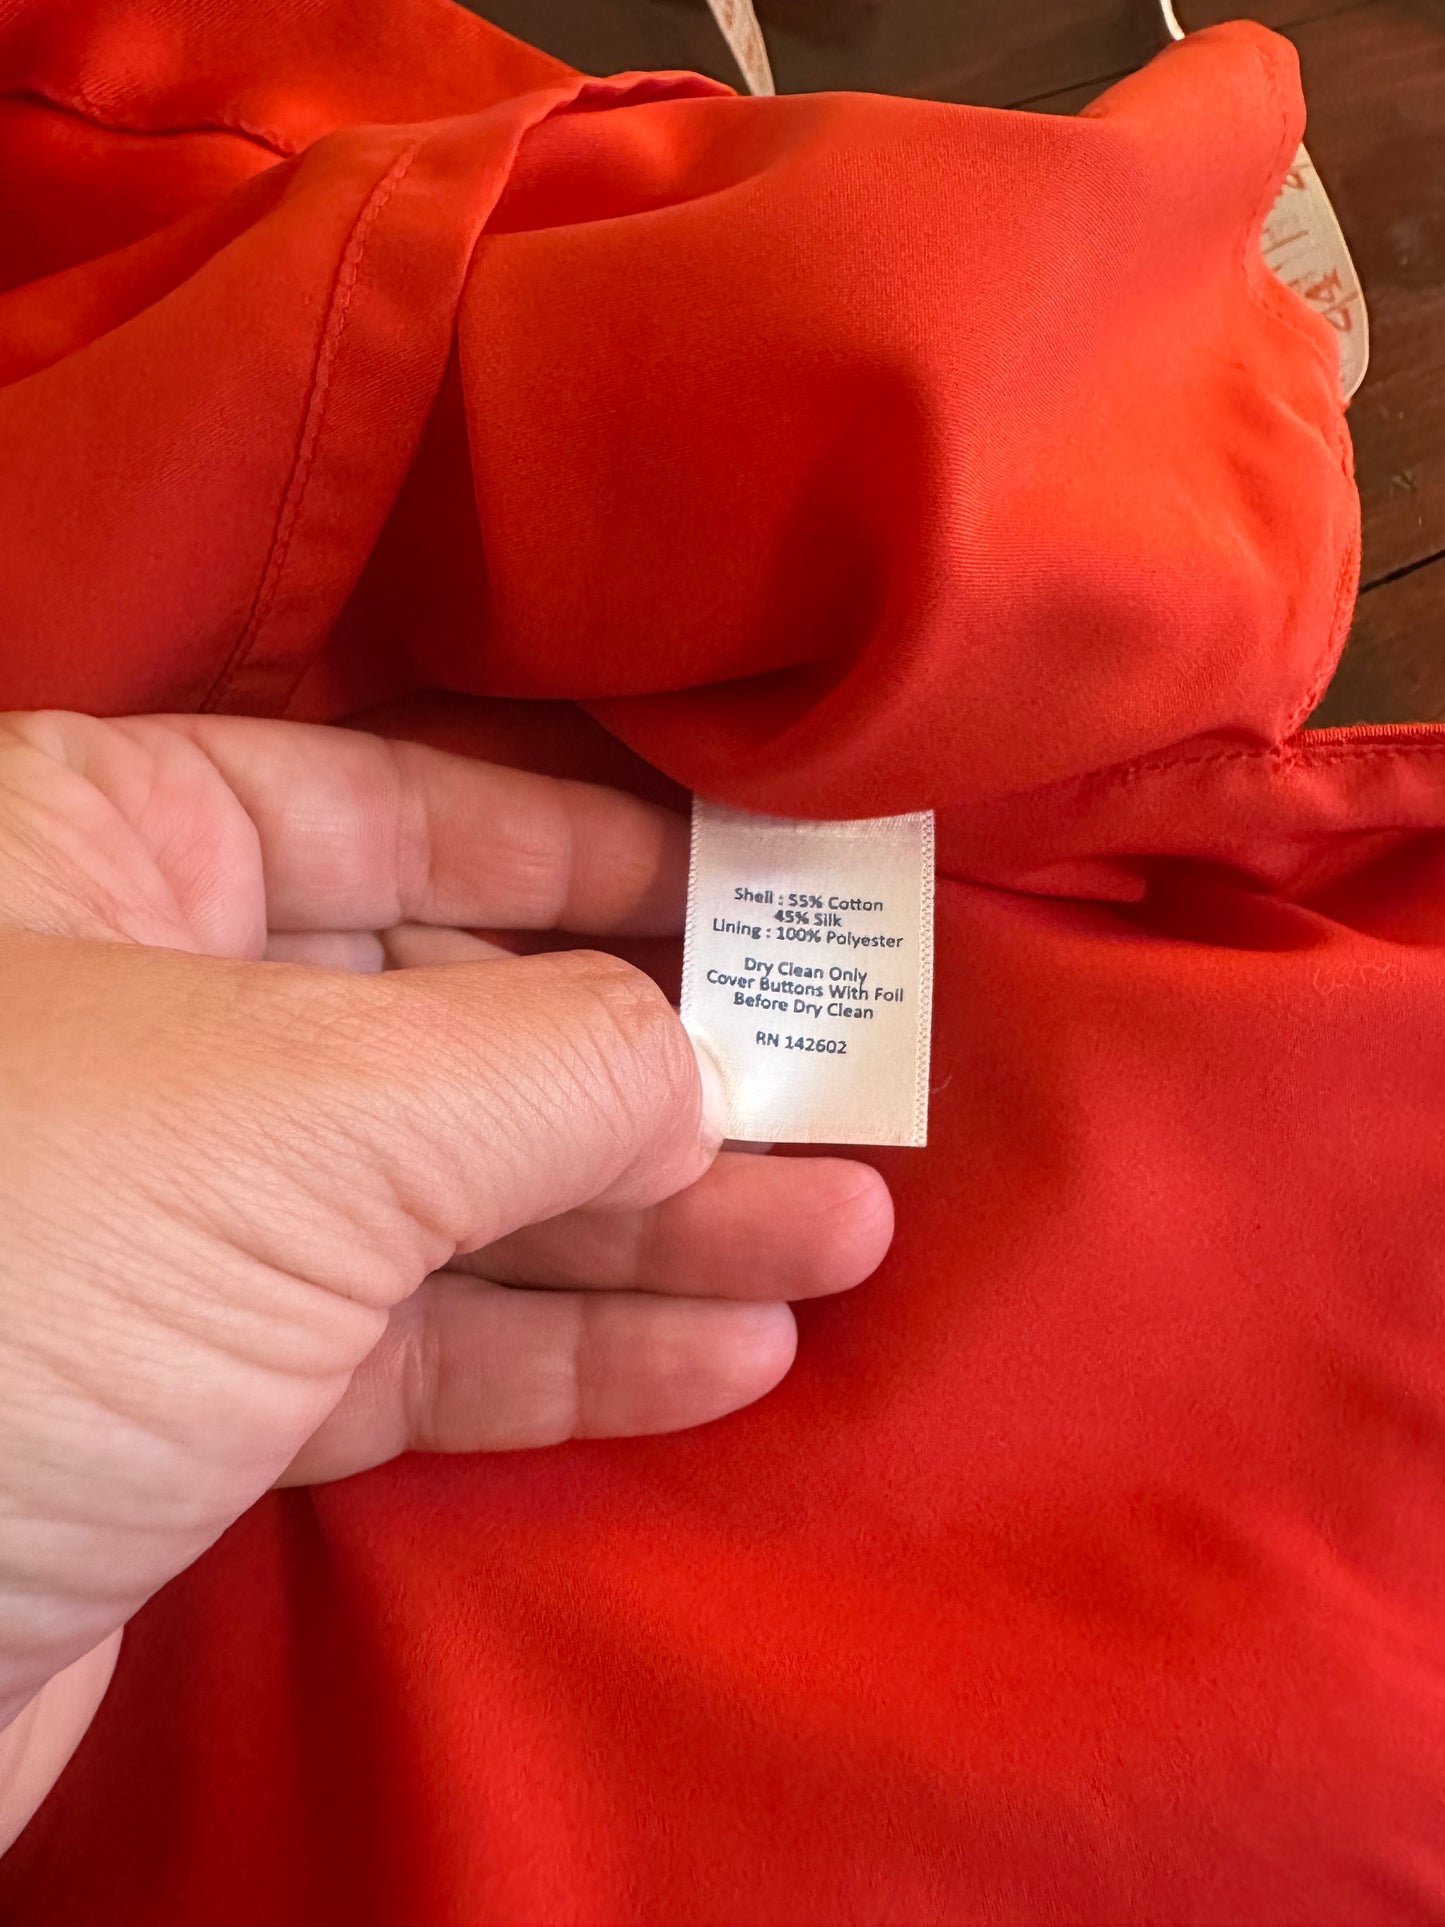 Shell : 55% Cotton
45% Silk
Lining : 100% Polyester
Dry Clean Only
Cover Buttons With Foil
Before Dry Clean
RN 142602